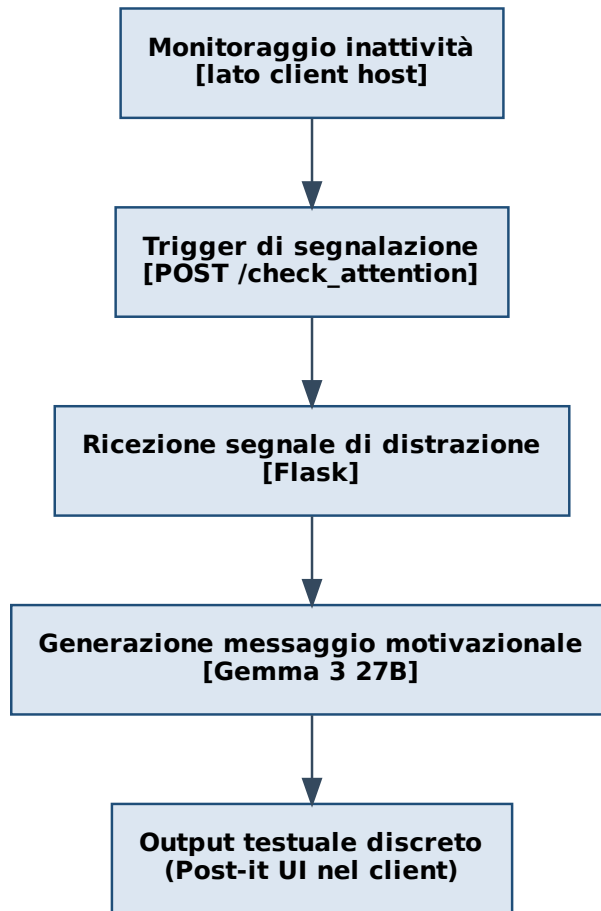 Monitoraggio inattività
[lato client host]
Trigger di segnalazione
[POST /check_attention]
Ricezione segnale di distrazione
[Flask]
Generazione messaggio motivazionale
[Gemma 3 27B]
Output testuale discreto
(Post-it UI nel client)